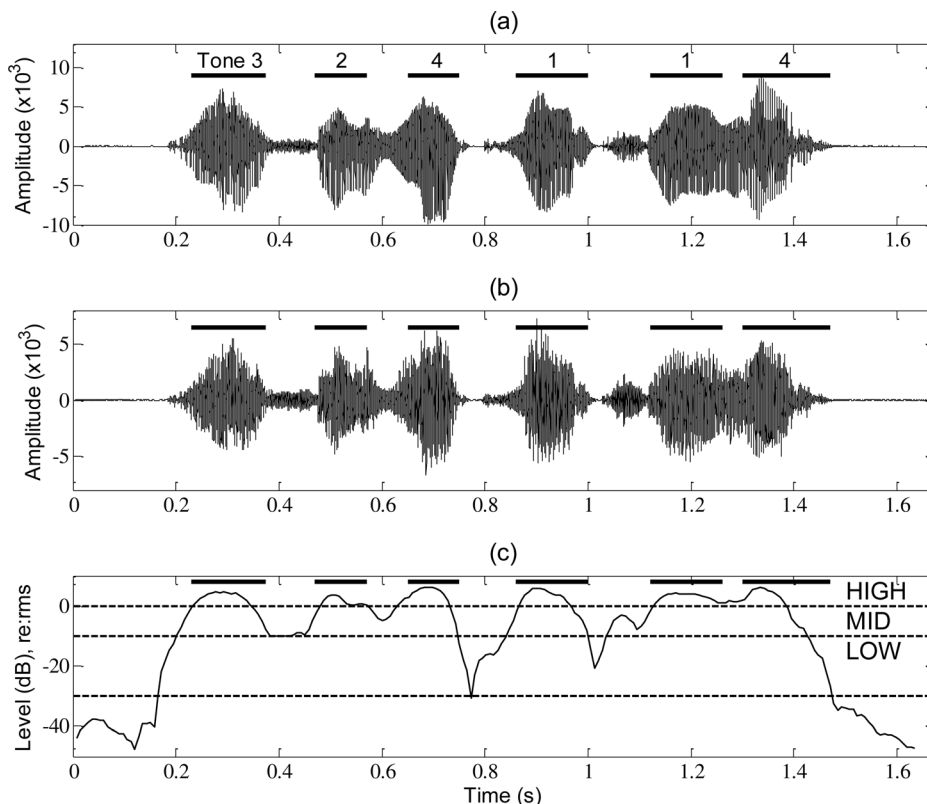 (a)
Tone 3 2 4 1 1 4
Amplitude (x10³)
10
5
0
-5
-10
0 0.2 0.4 0.6 0.8 1 1.2 1.4 1.6
(b)
Amplitude (x10³)
5
0
-5
0 0.2 0.4 0.6 0.8 1 1.2 1.4 1.6
(c)
Level (dB), re:rms
HIGH
0
MID
LOW
-20
-40
0 0.2 0.4 0.6 0.8 1 1.2 1.4 1.6
Time (s)